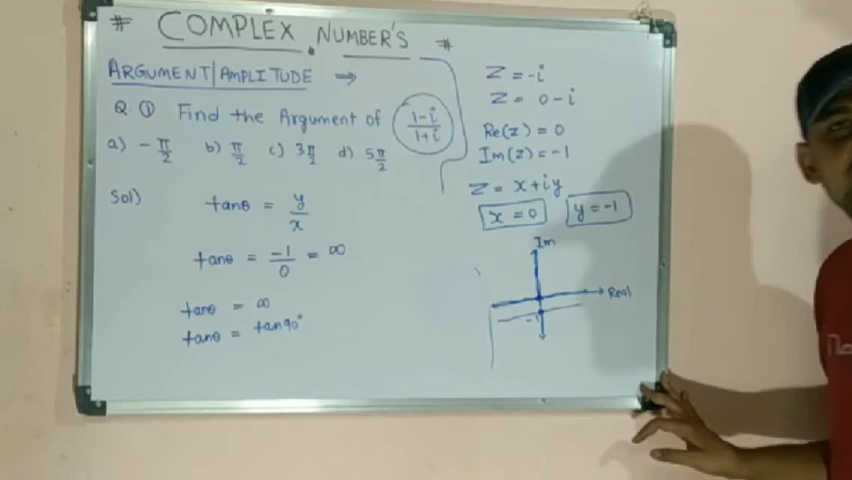 # COMPLEX NUMBER'S #
ARGUMENT/AMPLITUDE ⇒
Q. ① Find the Argument of 1-i/1+i
a) -π/2 b) π/2 c) 3π/2 d) 5π/2
Sol)
tanθ = y/x
tanθ = -1/0 = ∞
tanθ = ∞
tanθ = tan90°
Z = -i
Z = 0-i
Re(z) = 0
Im(z) = -1
Z = x+iy
x = 0 y = -1
Im
Real
-1